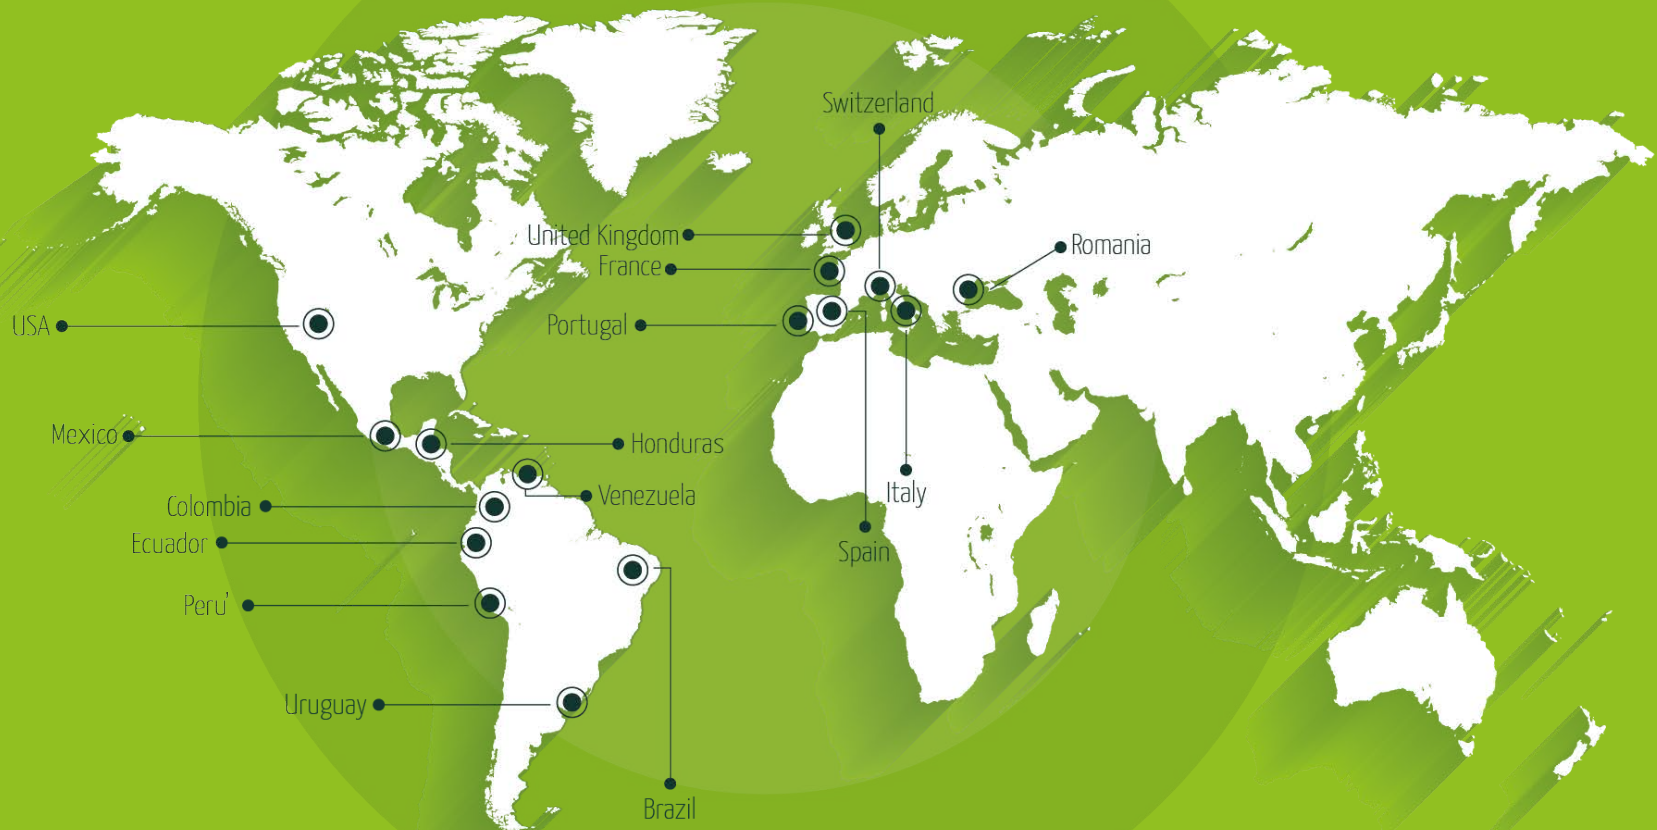 Switzerland
United Kingdom
Romania
France
USA
Portugal
Mexico
Honduras
Italy
Venezuela
Colombia
Ecuador
Spain
Peru'
Uruguay
Brazil